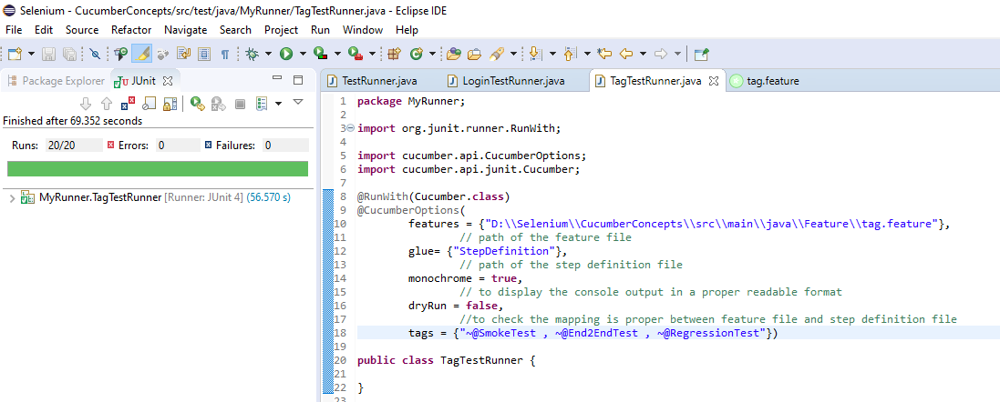 Selenium - CucumberConcepts/src/test/java/MyRunner/TagTestRunner.java - Eclipse IDE
File Edit Source Refactor Navigate Search Project Run Window Help
Package Explorer JUnit
Finished after 69.352 seconds
Runs: 20/20 Errors: 0 Failures: 0
MyRunner.TagTestRunner [Runner: JUnit 4] (56.570 s)
TestRunner.java LoginTestRunner.java TagTestRunner.java tag.feature
1 package MyRunner;
2
3 import org.junit.runner.RunWith;
4
5 import cucumber.api.CucumberOptions;
6 import cucumber.api.junit.Cucumber;
7
8 @RunWith(Cucumber.class)
9 @CucumberOptions(
10 features = {"D:\\Selenium\\CucumberConcepts\\src\\main\\java\\Feature\\tag.feature"},
11 // path of the feature file
12 glue= {"StepDefinition"},
13 // path of the step definition file
14 monochrome = true,
15 // to display the console output in a proper readable format
16 dryRun = false,
17 //to check the mapping is proper between feature file and step definition file
18 tags = {"~@SmokeTest , ~@End2EndTest , ~@RegressionTest"})
19
20 public class TagTestRunner {
21
22 }
23